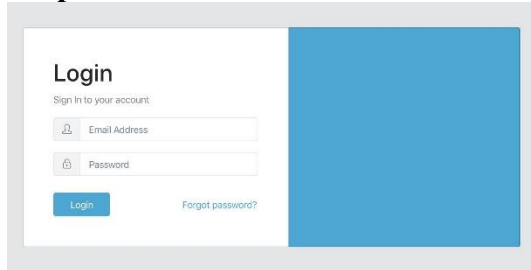 Login
Sign In to your account
Email Address
Password
Login Forgot password?